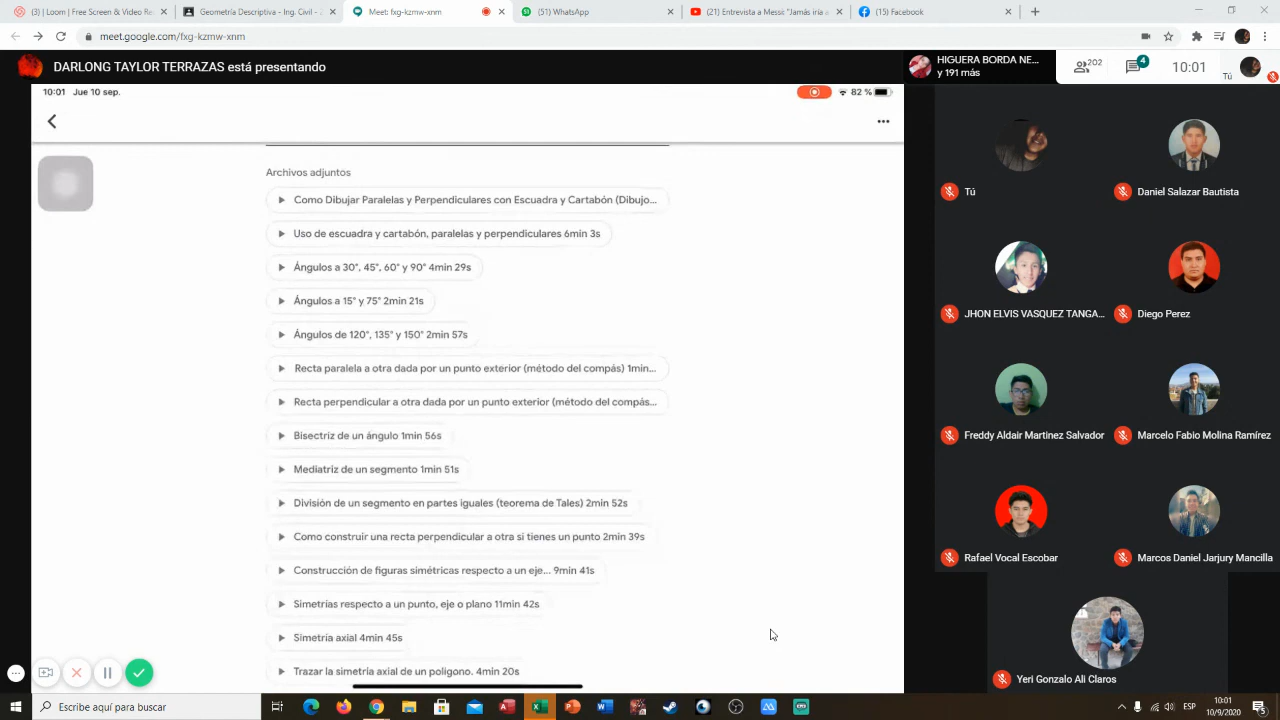 (1) Loom | Free Screen & Video Re
Geometría Descriptiva - Ing. Civil -
Meet: fxg-kzmw-xnm
(51) WhatsApp
(21) Entrevista a Messi "Jamás iría a
(15) Facebook
meet.google.com/fxg-kzmw-xnm
DARLONG TAYLOR TERRAZAS está presentando
HIGUERA BORDA NE...
y 191 más
202
4
10:01
Tú
10:01 Jue 10 sep.
82 %
Archivos adjuntos
Como Dibujar Paralelas y Perpendiculares con Escuadra y Cartabón (Dibujo...
Uso de escuadra y cartabón, paralelas y perpendiculares 6min 3s
Ángulos a 30°, 45°, 60° y 90° 4min 29s
Ángulos a 15° y 75° 2min 21s
Ángulos de 120°, 135° y 150° 2min 57s
Recta paralela a otra dada por un punto exterior (método del compás) 1min...
Recta perpendicular a otra dada por un punto exterior (método del compás...
Bisectriz de un ángulo 1min 56s
Mediatriz de un segmento 1min 51s
División de un segmento en partes iguales (teorema de Tales) 2min 52s
Como construir una recta perpendicular a otra si tienes un punto 2min 39s
Construcción de figuras simétricas respecto a un eje... 9min 41s
Simetrías respecto a un punto, eje o plano 11min 42s
Simetría axial 4min 45s
Trazar la simetría axial de un polígono. 4min 20s
Tú
Daniel Salazar Bautista
JHON ELVIS VASQUEZ TANGA...
Diego Perez
Freddy Aldair Martinez Salvador
Marcelo Fabio Molina Ramírez
Rafael Vocal Escobar
Marcos Daniel Jarjury Mancilla
Yeri Gonzalo Ali Claros
Escribe aquí para buscar
ESP
10:01
10/9/2020